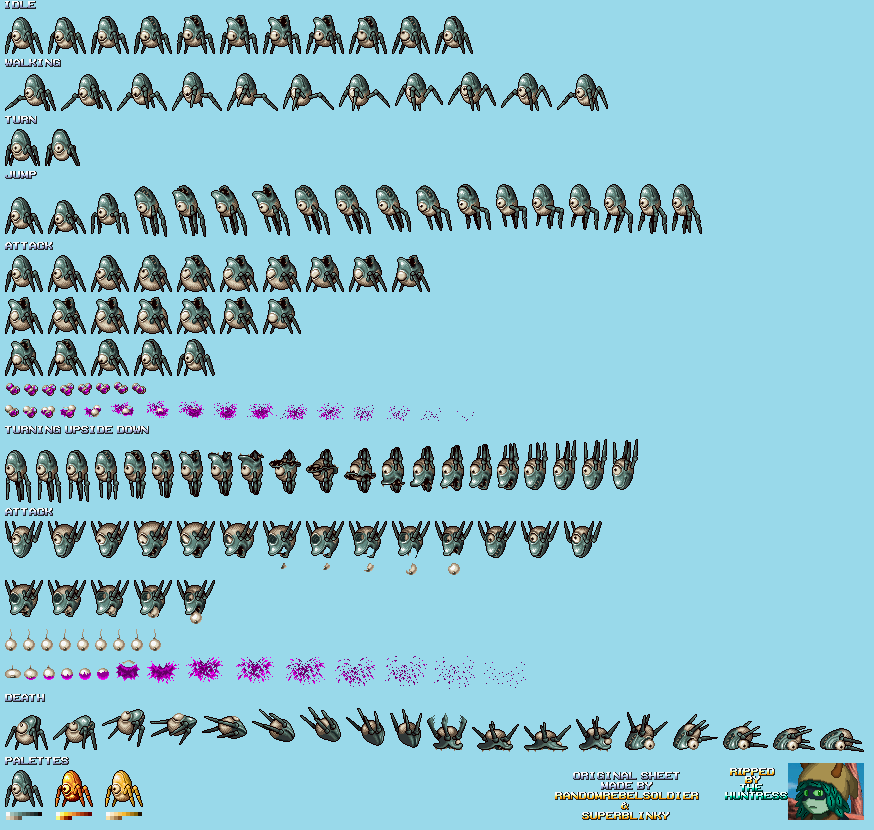 IDLE
WALKING
TURN
JUMP
ATTACK
TURNING UPSIDE DOWN
ATTACK
DEATH
PALETTES
ORIGINAL SHEET
MADE BY
RANDOMREBELSOLDIER
&
SUPERBLINKY
RIPPED
BY
THE
HUNTRESS